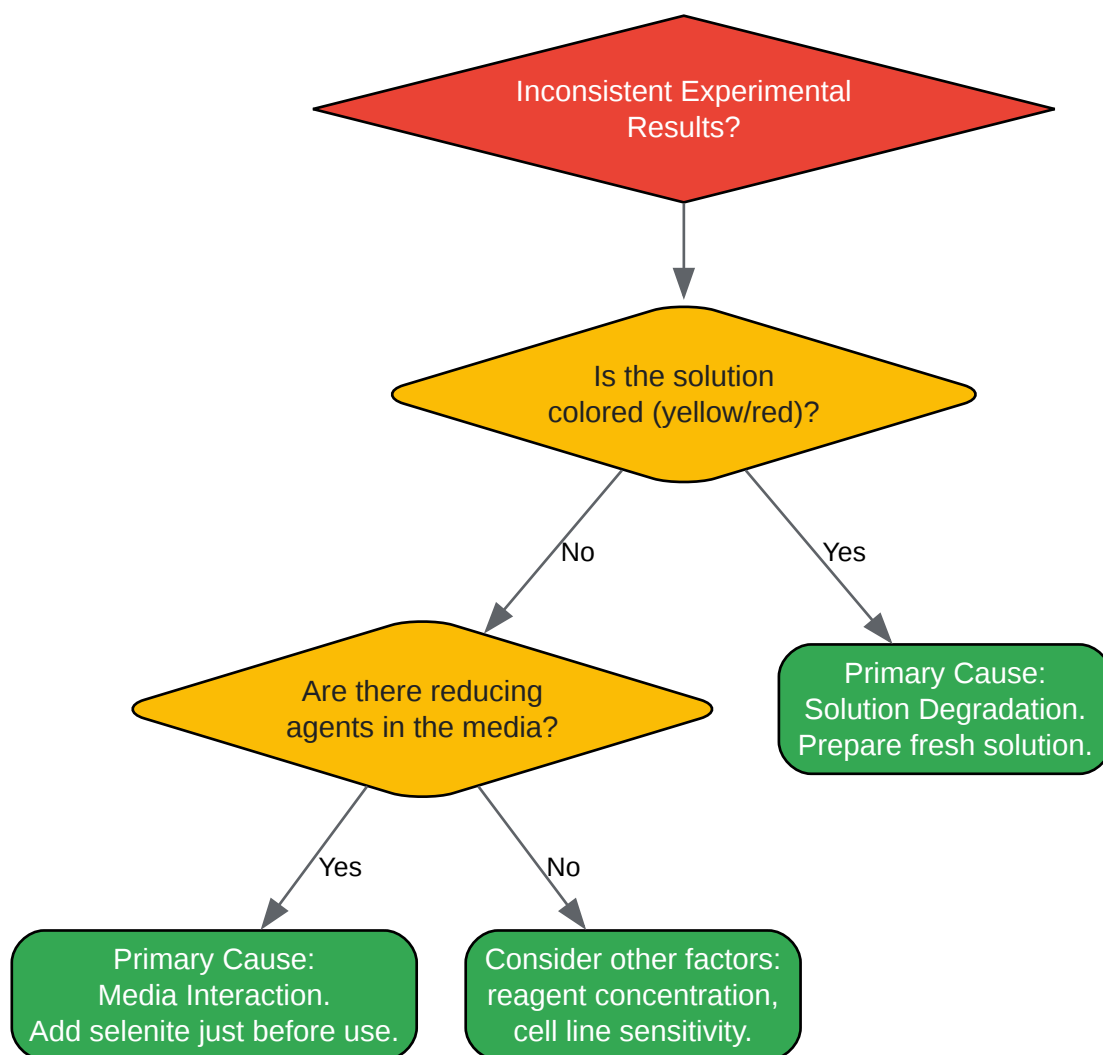 Inconsistent Experimental
Results?
Is the solution
colored (yellow/red)?
No
Yes
Are there reducing
agents in the media?
Primary Cause:
Solution Degradation.
Prepare fresh solution.
Yes
No
Primary Cause:
Media Interaction.
Add selenite just before use.
Consider other factors:
reagent concentration,
cell line sensitivity.